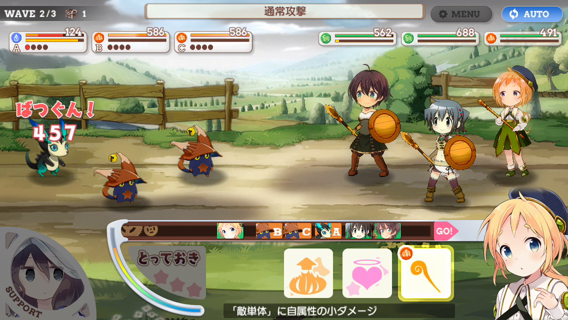 WAVE 2/3 1
通常攻撃
MENU
AUTO
A 124
B 586
C 586
562
688
491
ばつぐん!
457
B C A GO!
とっておき
SUPPORT
「敵単体」に自属性の小ダメージ